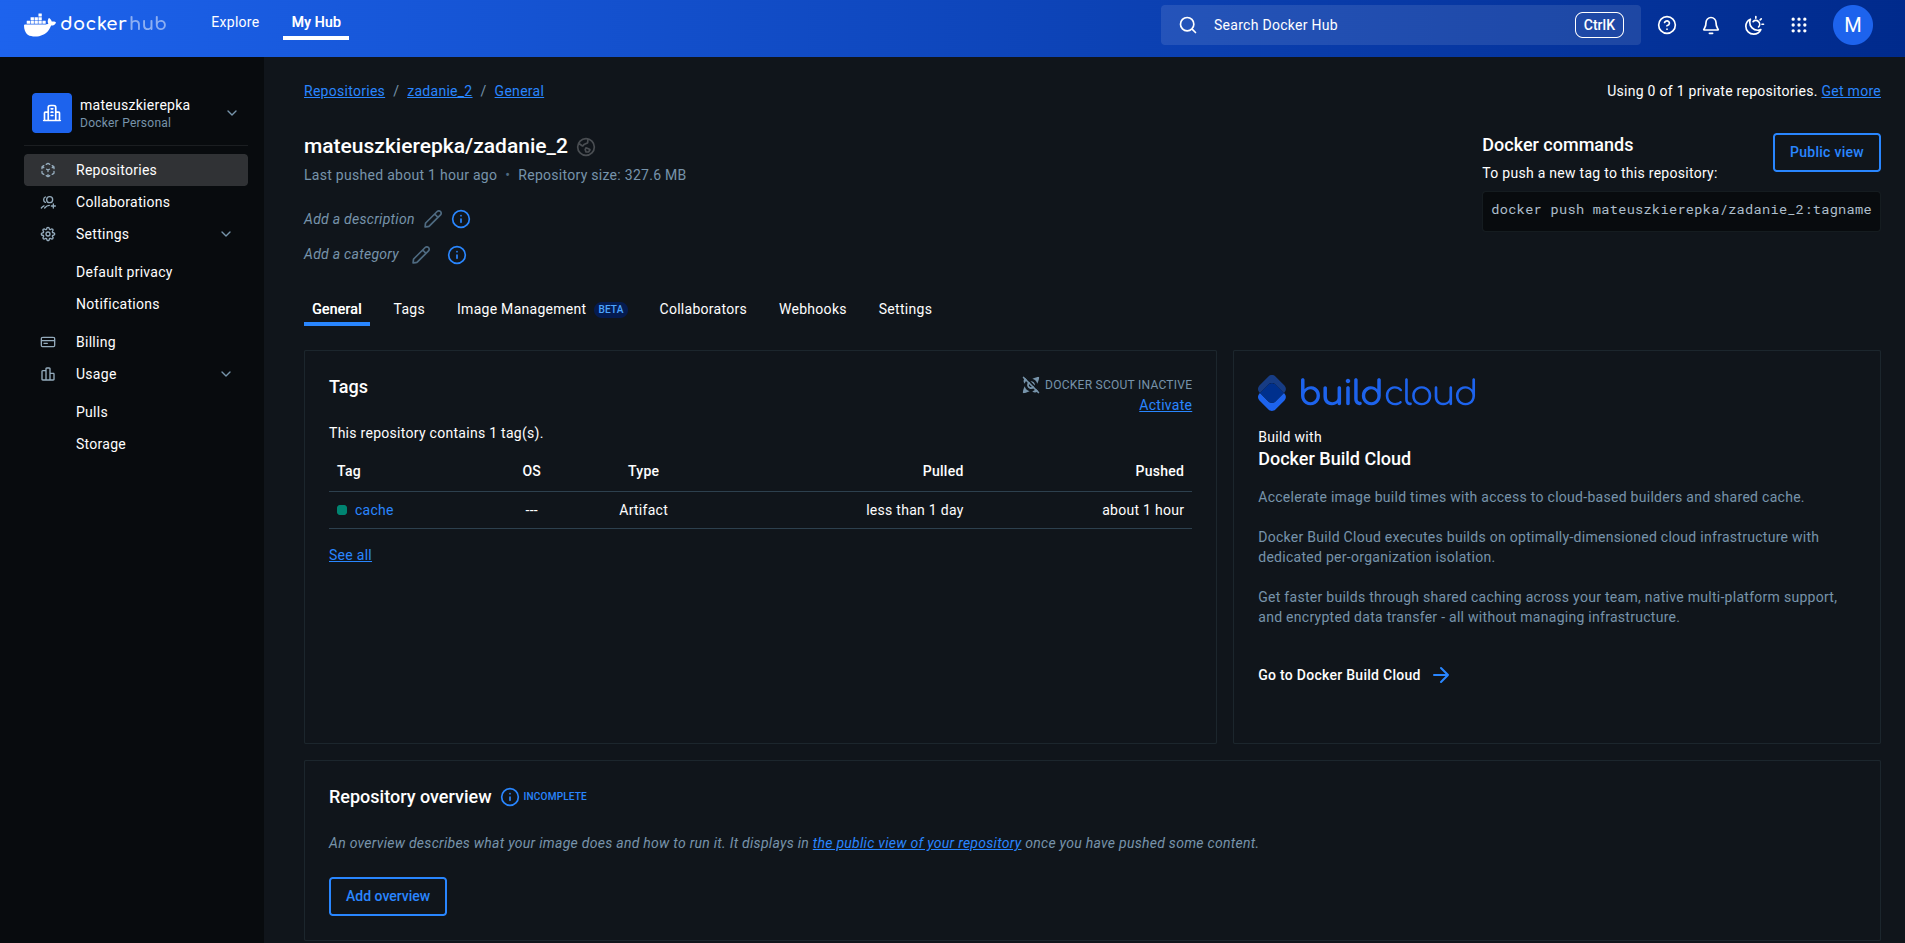 dockerhub
Explore
My Hub
Search Docker Hub
CtrlK
M
mateuszkierepka
Docker Personal
Repositories
Collaborations
Settings
Default privacy
Notifications
Billing
Usage
Pulls
Storage
Repositories / zadanie_2 / General
Using 0 of 1 private repositories. Get more
mateuszkierepka/zadanie_2
Last pushed about 1 hour ago • Repository size: 327.6 MB
Add a description
Add a category
Docker commands
Public view
To push a new tag to this repository:
docker push mateuszkierepka/zadanie_2:tagname
General
Tags
Image Management BETA
Collaborators
Webhooks
Settings
Tags
DOCKER SCOUT INACTIVE
Activate
This repository contains 1 tag(s).
Tag OS Type Pulled Pushed
cache --- Artifact less than 1 day about 1 hour
See all
buildcloud
Build with
Docker Build Cloud
Accelerate image build times with access to cloud-based builders and shared cache.
Docker Build Cloud executes builds on optimally-dimensioned cloud infrastructure with
dedicated per-organization isolation.
Get faster builds through shared caching across your team, native multi-platform support,
and encrypted data transfer - all without managing infrastructure.
Go to Docker Build Cloud
Repository overview INCOMPLETE
An overview describes what your image does and how to run it. It displays in the public view of your repository once you have pushed some content.
Add overview